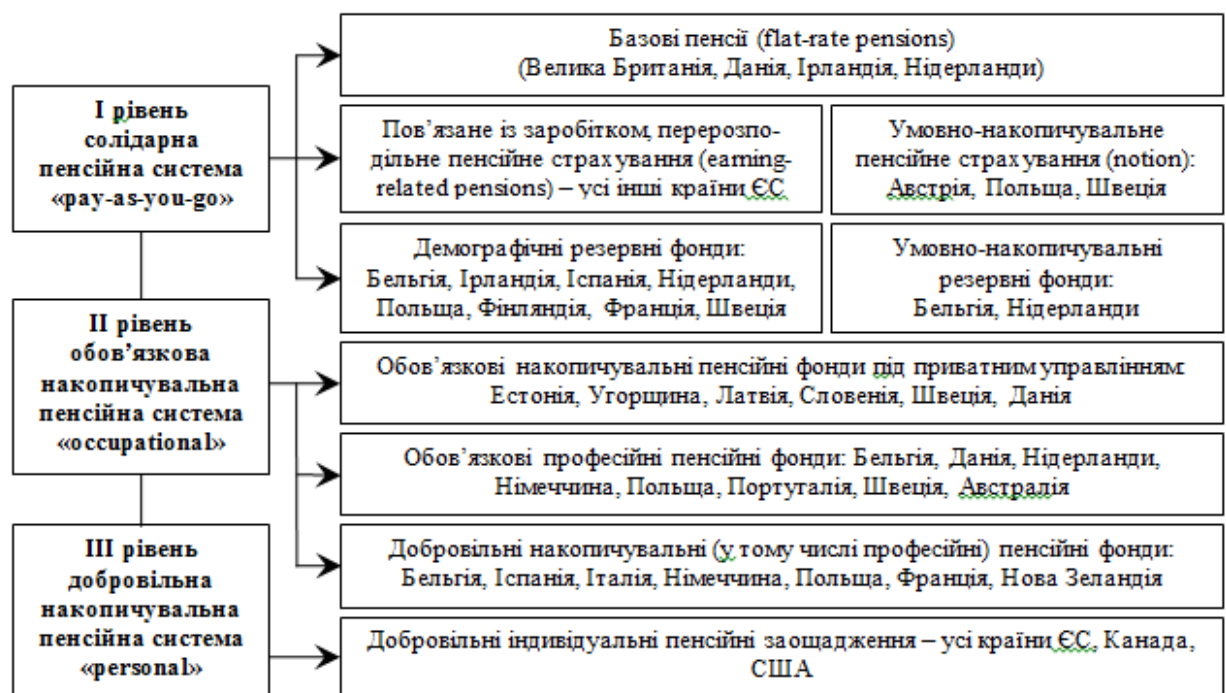 Базові пенсії (flat-rate pensions)
(Велика Британія, Данія, Ірландія, Нідерланди)
І рівень
солідарна
пенсійна система
«pay-as-you-go»
Пов’язане із заробітком, перерозпо-
дільне пенсійне страхування (earning-
related pensions) – усі інші країни ЄС
Умовно-накопичувальне
пенсійне страхування (notion):
Австрія, Польща, Швеція
Демографічні резервні фонди:
Бельгія, Ірландія, Іспанія, Нідерланди,
Польща, Фінляндія, Франція, Швеція
Умовно-накопичувальні
резервні фонди:
Бельгія, Нідерланди
ІІ рівень
обов’язкова
накопичувальна
пенсійна система
«occupational»
Обов’язкові накопичувальні пенсійні фонди під приватним управлінням:
Естонія, Угорщина, Латвія, Словенія, Швеція, Данія
Обов’язкові професійні пенсійні фонди: Бельгія, Данія, Нідерланди,
Німеччина, Польща, Португалія, Швеція, Австралія
Добровільні накопичувальні (у тому числі професійні) пенсійні фонди:
Бельгія, Іспанія, Італія, Німеччина, Польща, Франція, Нова Зеландія
ІІІ рівень
добровільна
накопичувальна
пенсійна система
«personal»
Добровільні індивідуальні пенсійні заощадження – усі країни ЄС, Канада,
США